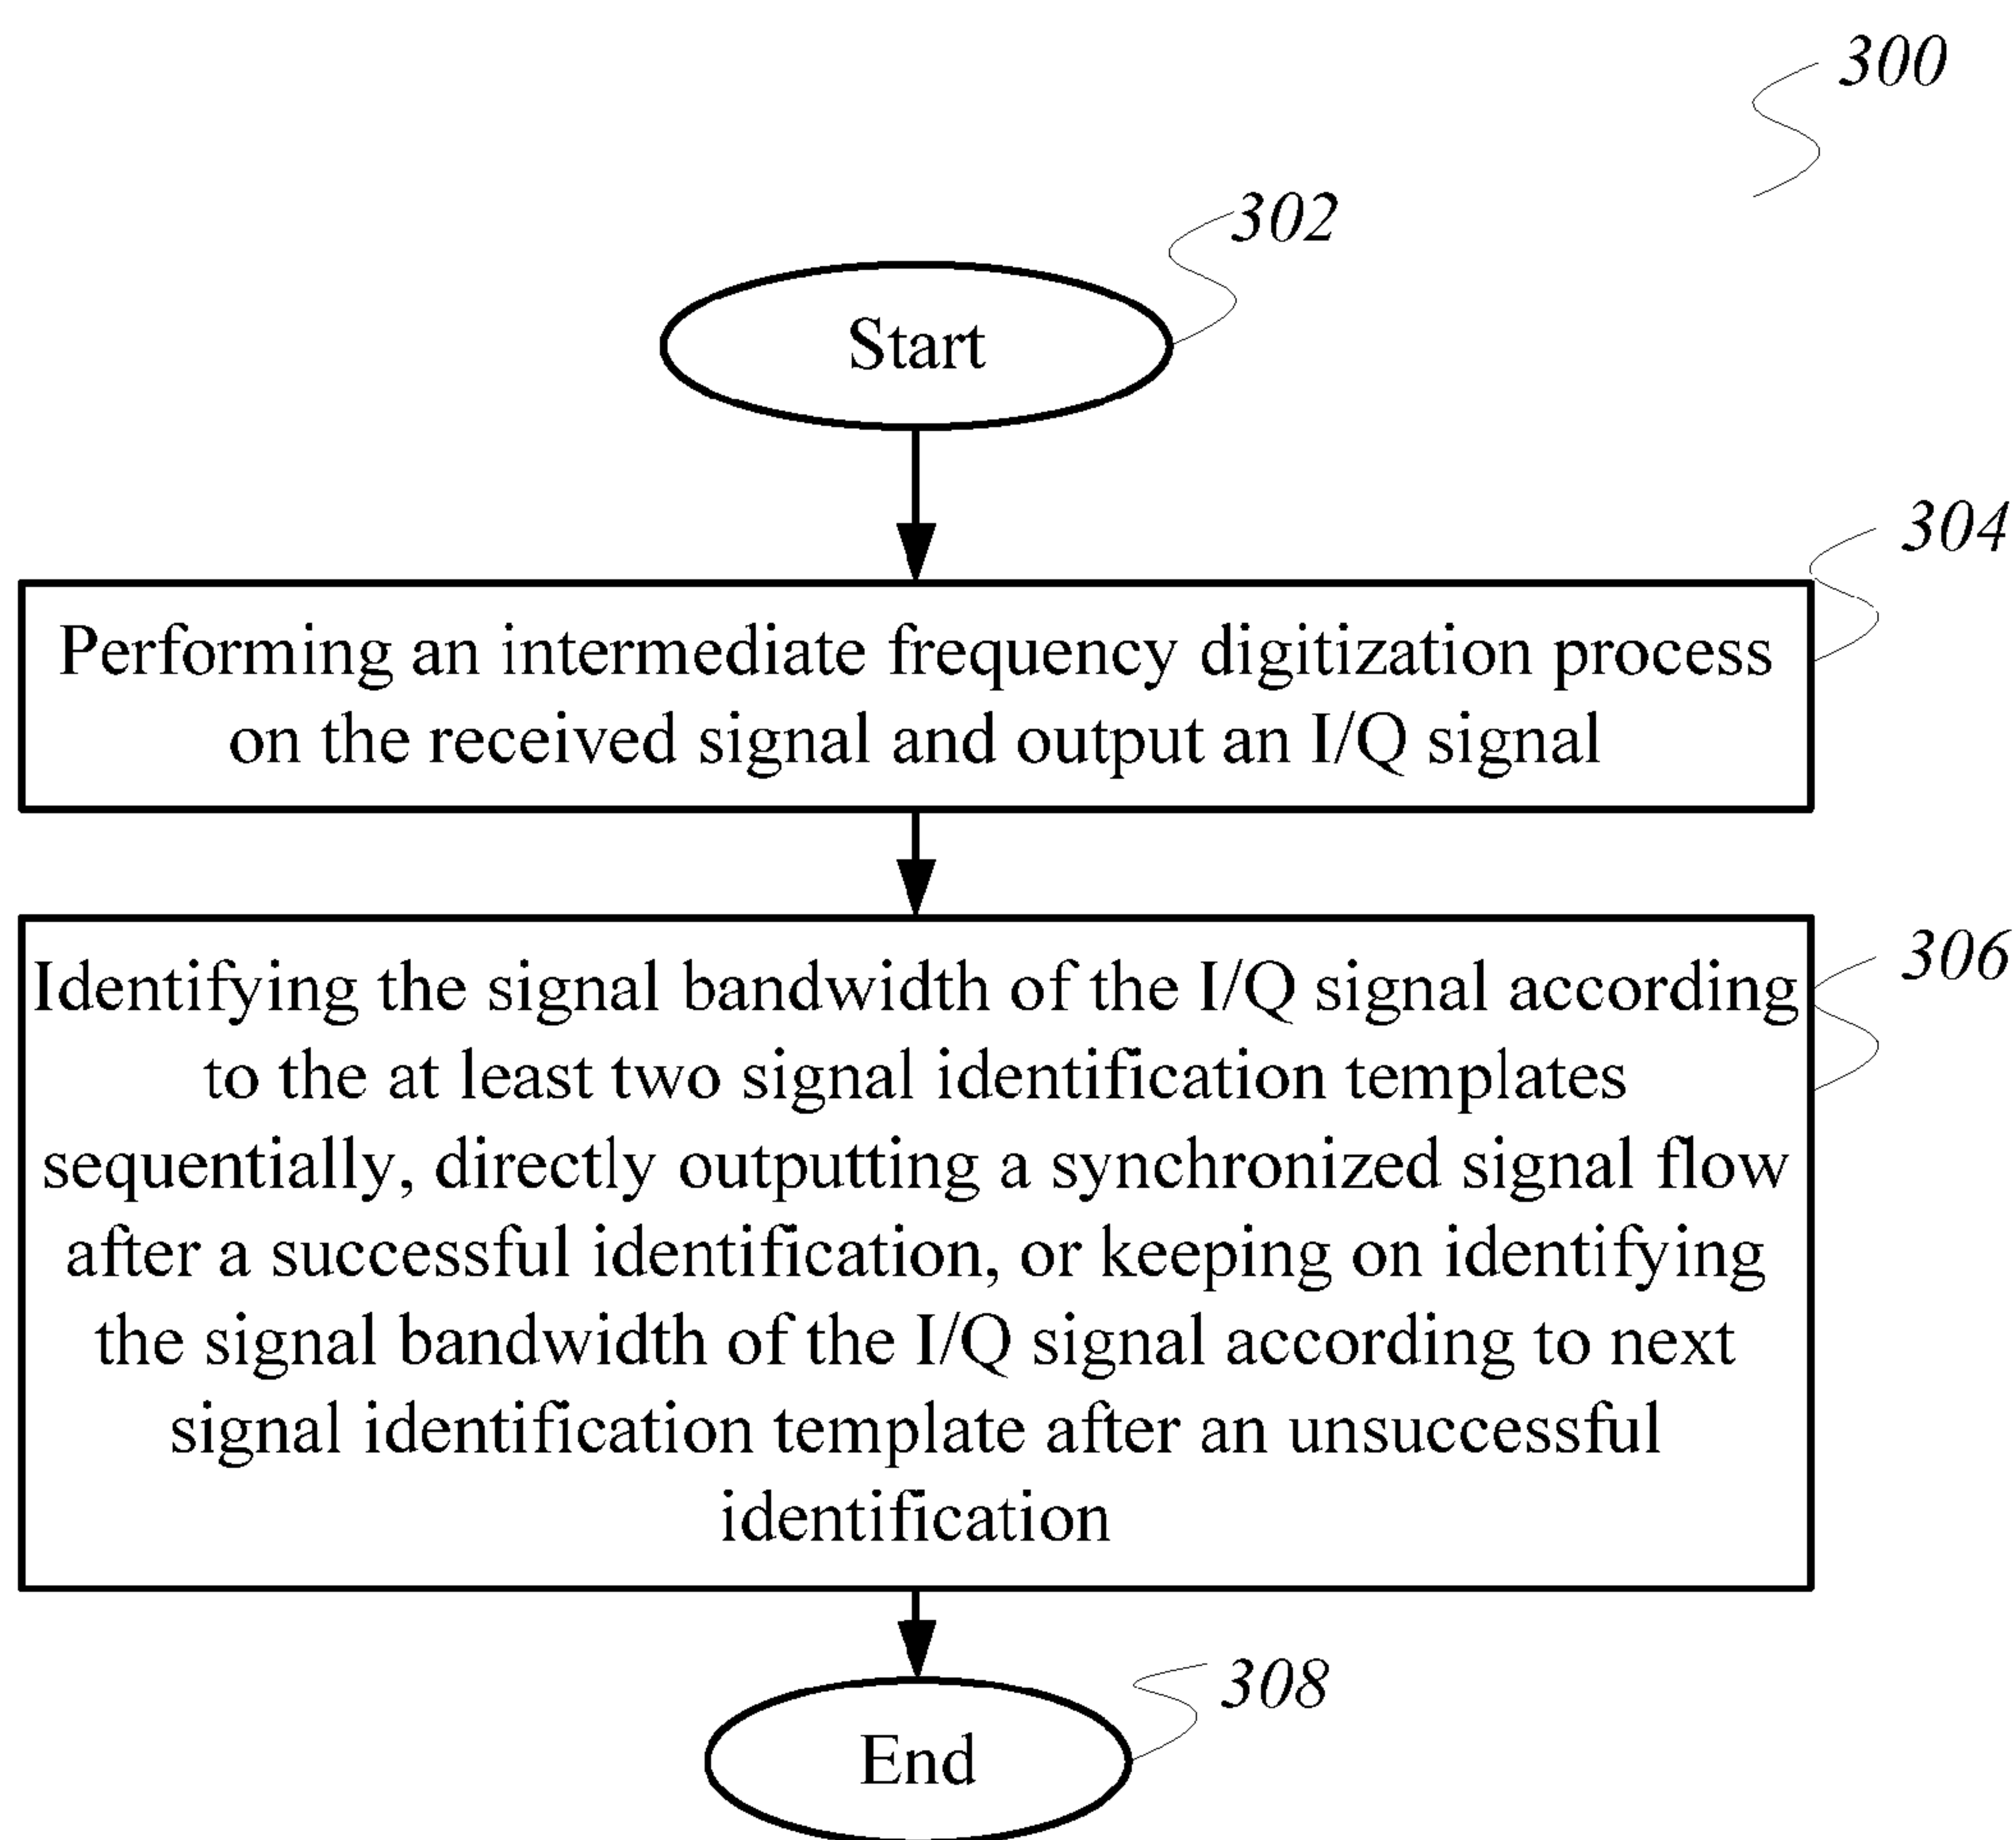 300
302
Start
304
Performing an intermediate frequency digitization process
on the received signal and output an I/Q signal
306
Identifying the signal bandwidth of the I/Q signal according
to the at least two signal identification templates
sequentially, directly outputting a synchronized signal flow
after a successful identification, or keeping on identifying
the signal bandwidth of the I/Q signal according to next
signal identification template after an unsuccessful
identification
308
End